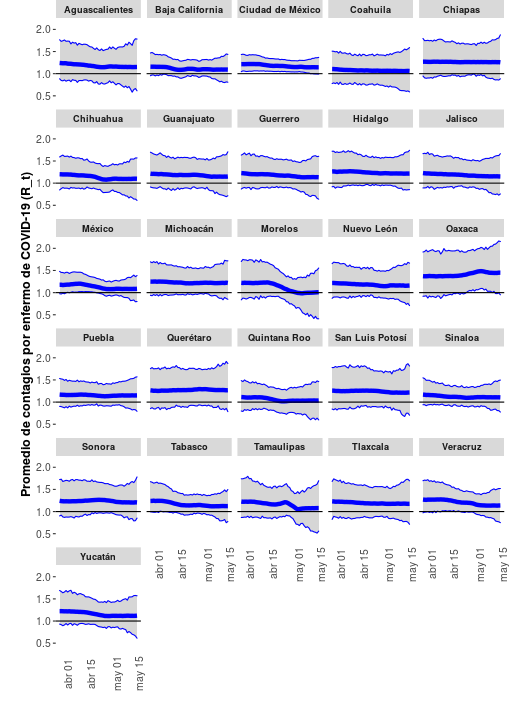 Promedio de contagios por enfermo de COVID-19 (R_t)
Aguascalientes Baja California Ciudad de México Coahuila Chiapas
2.0
1.5
1.0
0.5
Chihuahua Guanajuato Guerrero Hidalgo Jalisco
2.0
1.5
1.0
0.5
México Michoacán Morelos Nuevo León Oaxaca
2.0
1.5
1.0
0.5
Puebla Querétaro Quintana Roo San Luis Potosí Sinaloa
2.0
1.5
1.0
0.5
Sonora Tabasco Tamaulipas Tlaxcala Veracruz
2.0
1.5
1.0
0.5
abr 01 abr 15 may 01 may 15 abr 01 abr 15 may 01 may 15 abr 01 abr 15 may 01 may 15 abr 01 abr 15 may 01 may 15
Yucatán
2.0
1.5
1.0
0.5
abr 01 abr 15 may 01 may 15